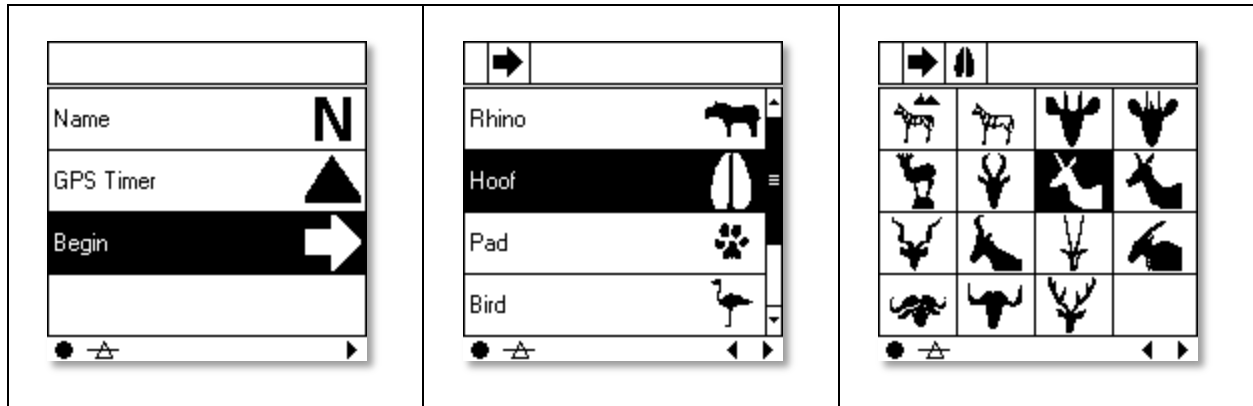 Name
N
GPS Timer
Begin
Rhino
Hoof
Pad
Bird